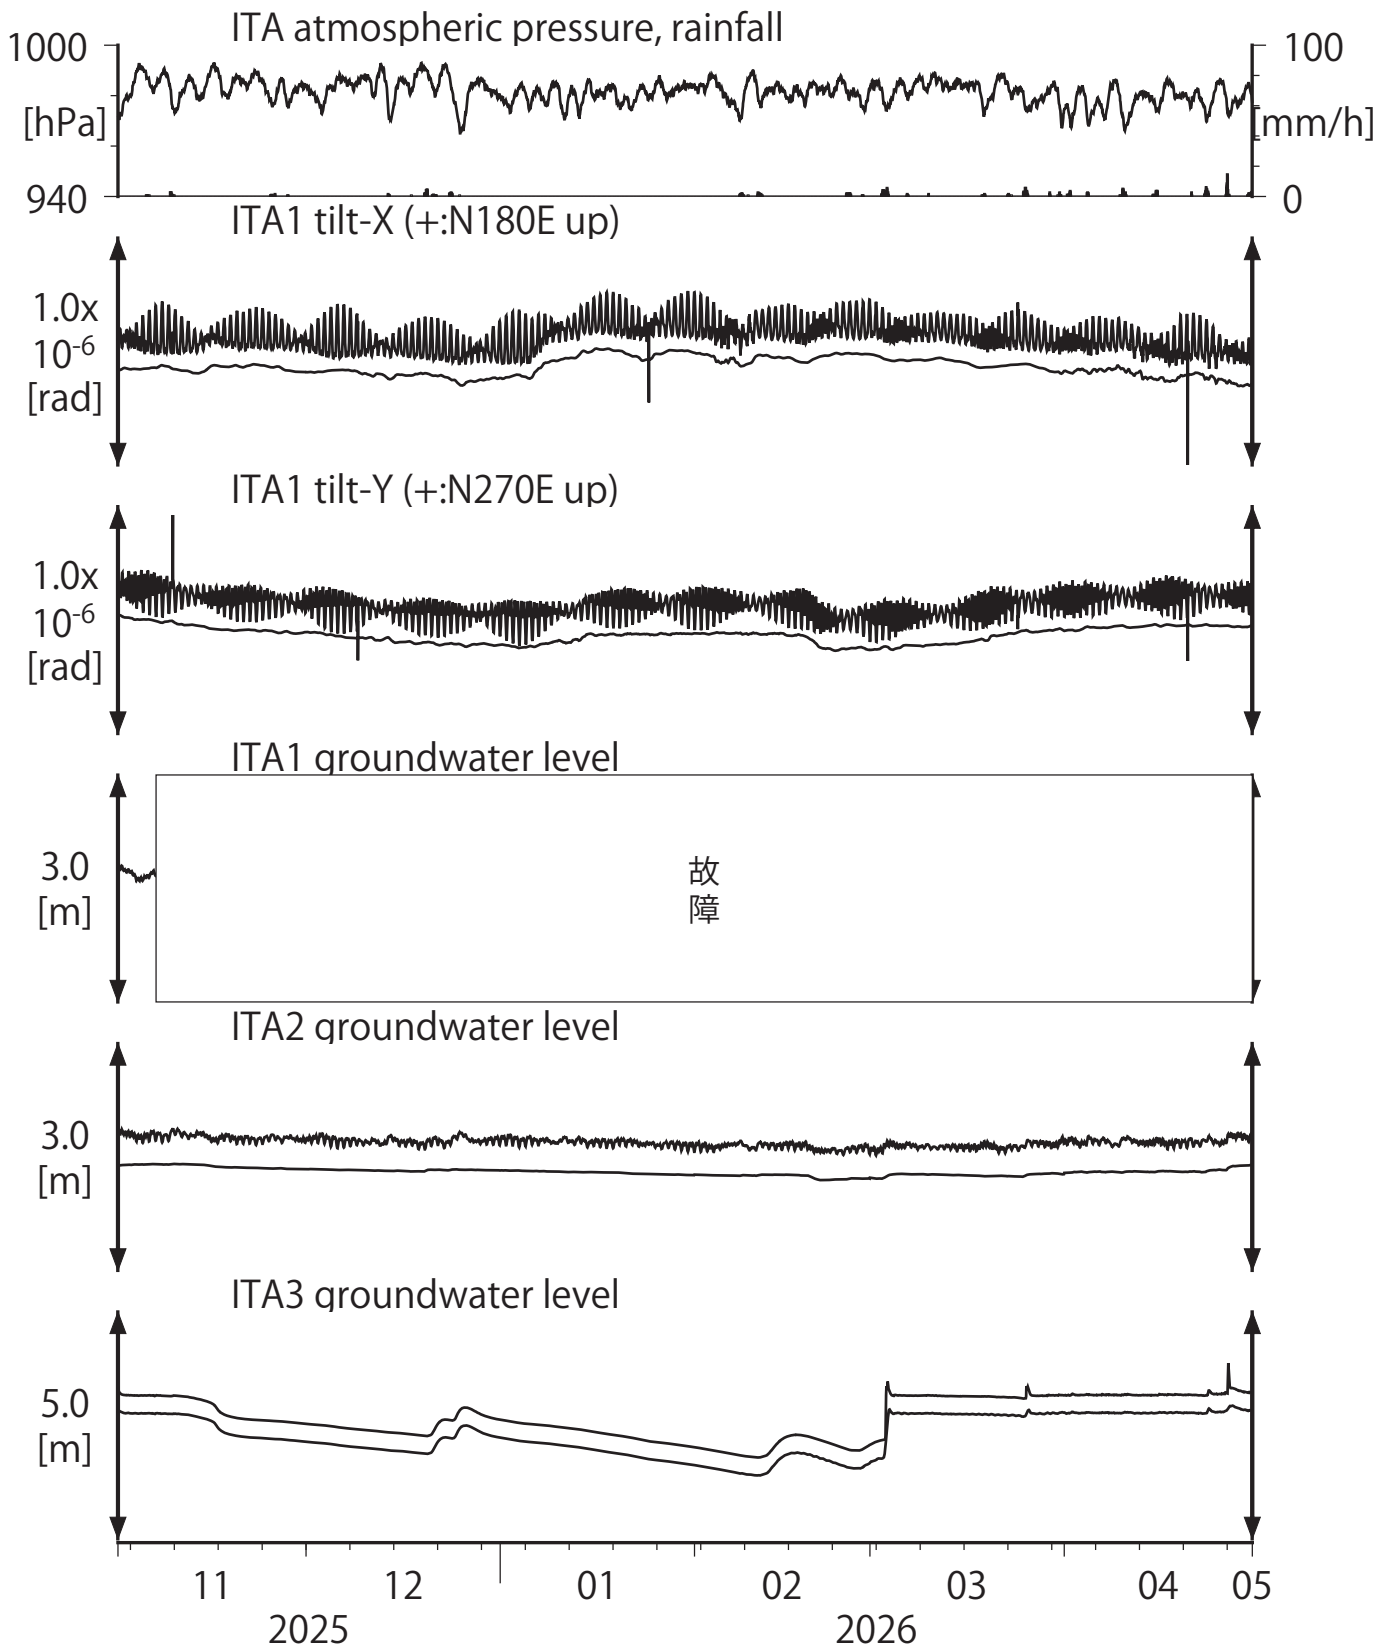 ITA atmospheric pressure, rainfall
1000
100
[hPa]
[mm/h]
940
0
ITA1 tilt-X (+:N180E up)
1.0x
10-6
[rad]
ITA1 tilt-Y (+:N270E up)
1.0x
10-6
[rad]
ITA1 groundwater level
3.0
[m]
故
障
ITA2 groundwater level
3.0
[m]
ITA3 groundwater level
5.0
[m]
11 12 01 02 03 04 05
2025 2026